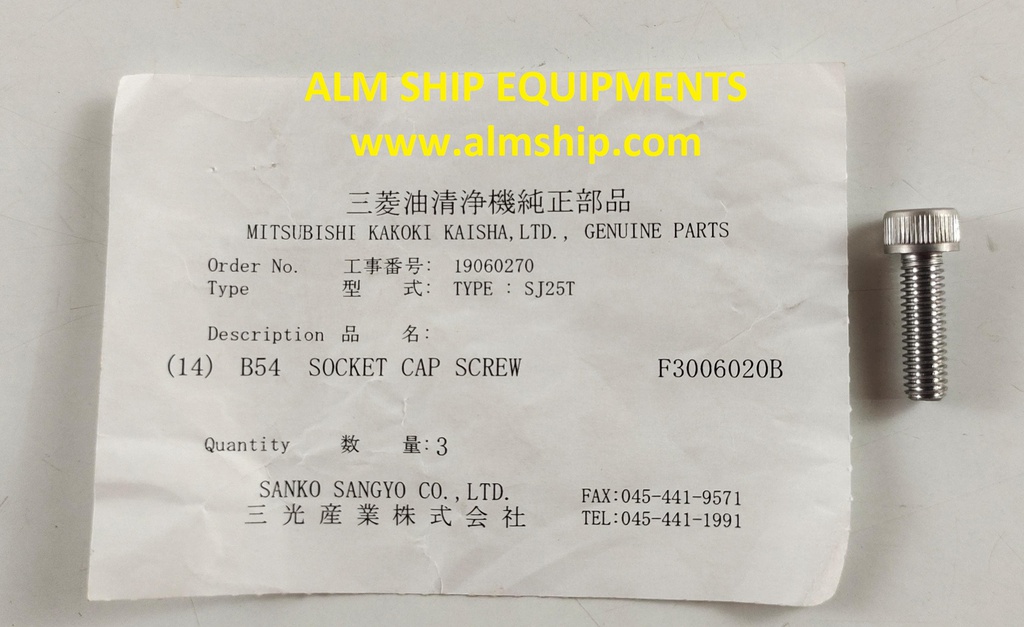 ALM SHIP EQUIPMENTS
www.almship.com
三菱油清浄機純正部品
MITSUBISHI KAKOKI KAISHA,LTD., GENUINE PARTS
Order No. 工事番号: 19060270
Type 型 式: TYPE : SJ25T
Description 品 名:
(14) B54 SOCKET CAP SCREW F3006020B
Quantity 数 量:3
SANKO SANGYO CO.,LTD. FAX:045-441-9571
三光産業株式会社 TEL:045-441-1991